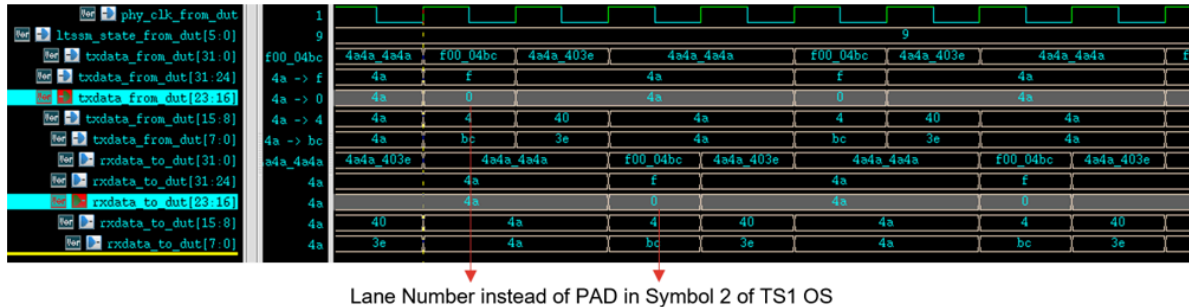 phy_clk_from_dut 1
ltssm_state_from_dut[5:0] 9 9
txdata_from_dut[31:0] f00_04bc 4a4a_4a4a f00_04bc 4a4a_403e 4a4a_4a4a f00_04bc 4a4a_403e 4a4a_4a4a f
txdata_from_dut[31:24] 4a -> f 4a f 4a f 4a
txdata_from_dut[23:16] 4a -> 0 4a 0 4a 0 4a
txdata_from_dut[15:8] 4a -> 4 4a 4 40 4a 4 40 4a
txdata_from_dut[7:0] 4a -> bc 4a bc 3e 4a bc 3e 4a
rxdata_to_dut[31:0] 4a4a_4a4a 4a4a_403e 4a4a_4a4a f00_04bc 4a4a_403e 4a4a_4a4a f00_04bc 4a4a_403e
rxdata_to_dut[31:24] 4a 4a f 4a f
rxdata_to_dut[23:16] 4a 4a 0 4a 0
rxdata_to_dut[15:8] 4a 40 4a 4 40 4a 4 40
rxdata_to_dut[7:0] 4a 3e 4a bc 3e 4a bc 3e
Lane Number instead of PAD in Symbol 2 of TS1 OS